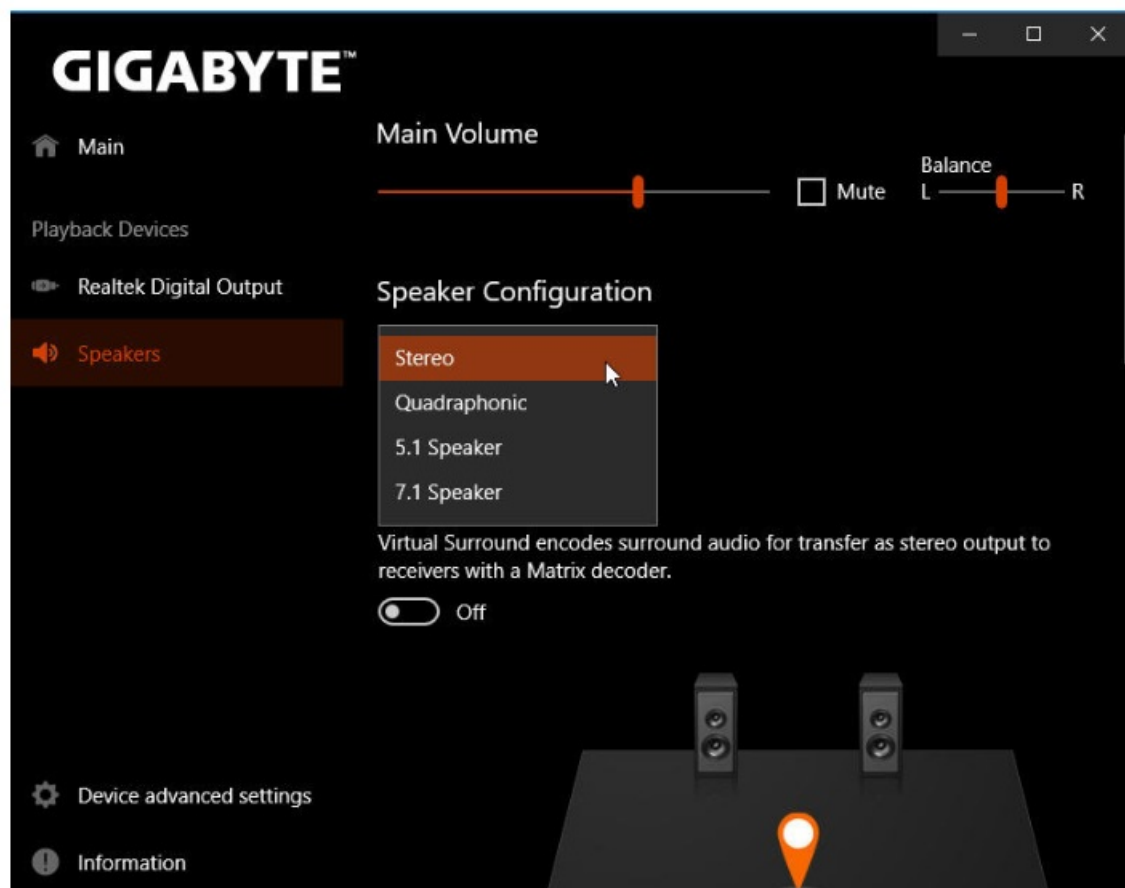 GIGABYTE™
Main
Playback Devices
Realtek Digital Output
Speakers
Device advanced settings
Information
Main Volume
Mute
Balance
L
R
Speaker Configuration
Stereo
Quadraphonic
5.1 Speaker
7.1 Speaker
Virtual Surround encodes surround audio for transfer as stereo output to
receivers with a Matrix decoder.
Off